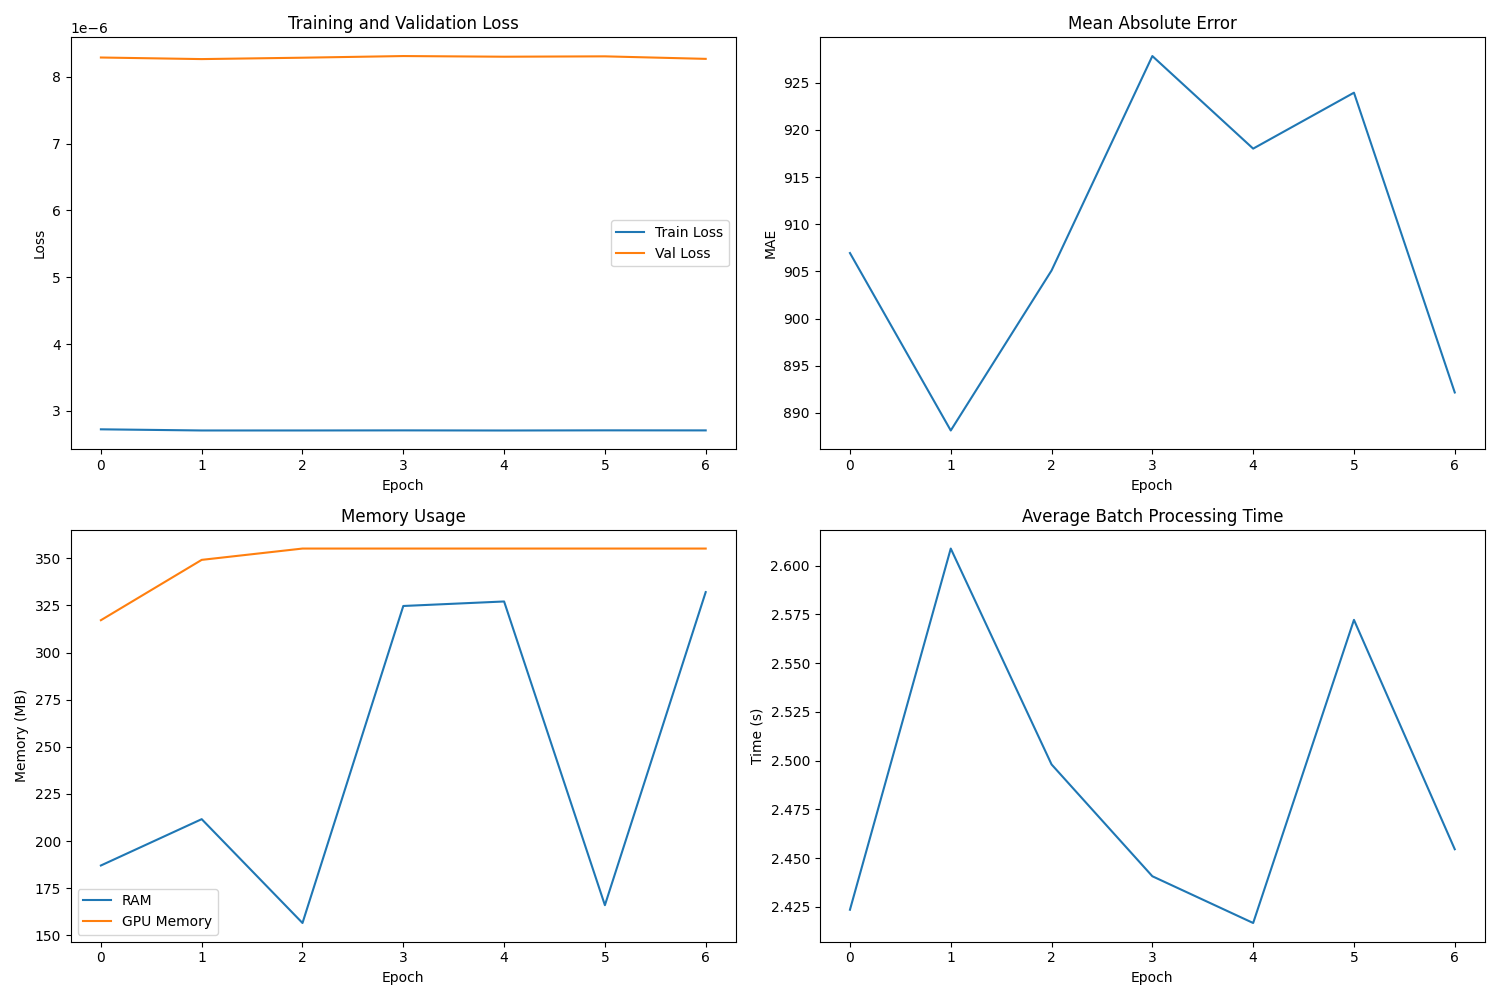 Training and Validation Loss
1e−6
8
7
6
5
4
3
Loss
Train Loss
Val Loss
0 1 2 3 4 5 6
Epoch
Mean Absolute Error
925
920
915
910
905
900
895
890
MAE
0 1 2 3 4 5 6
Epoch
Memory Usage
350
325
300
275
250
225
200
175
150
Memory (MB)
RAM
GPU Memory
0 1 2 3 4 5 6
Epoch
Average Batch Processing Time
2.600
2.575
2.550
2.525
2.500
2.475
2.450
2.425
Time (s)
0 1 2 3 4 5 6
Epoch